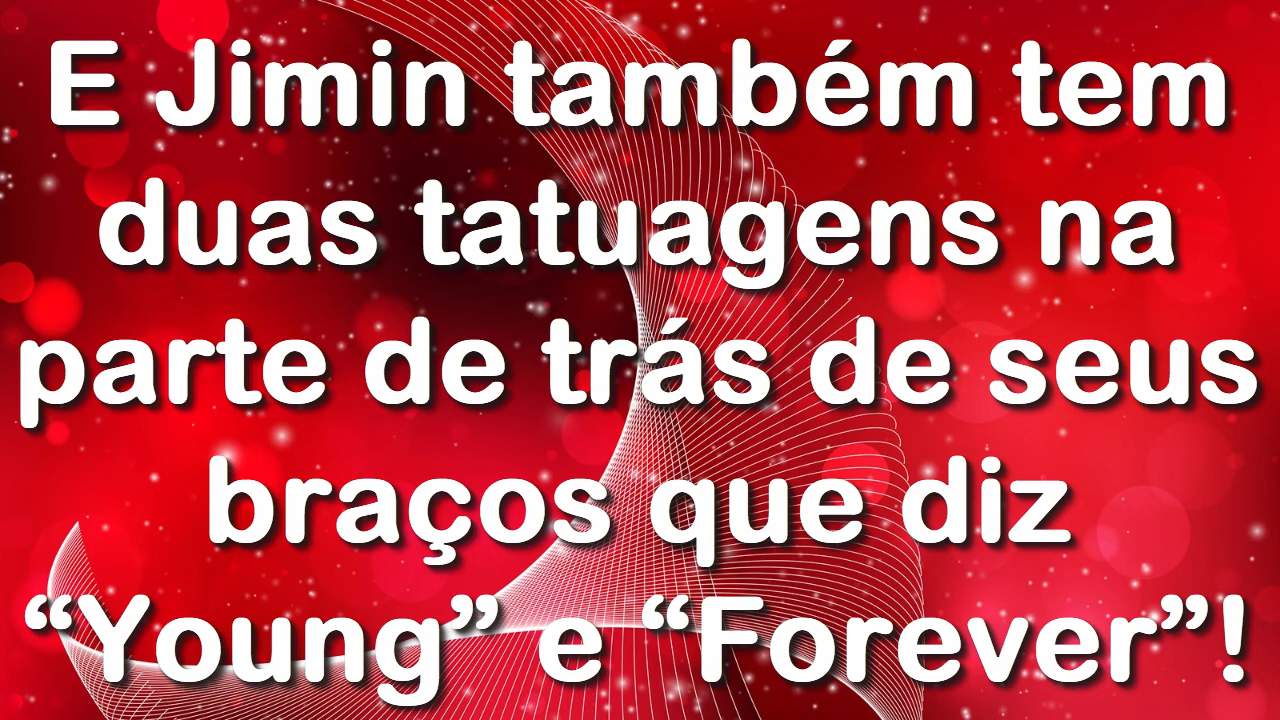 E Jimin também tem
duas tatuagens na
parte de trás de seus
braços que diz
“Young” e “Forever”!